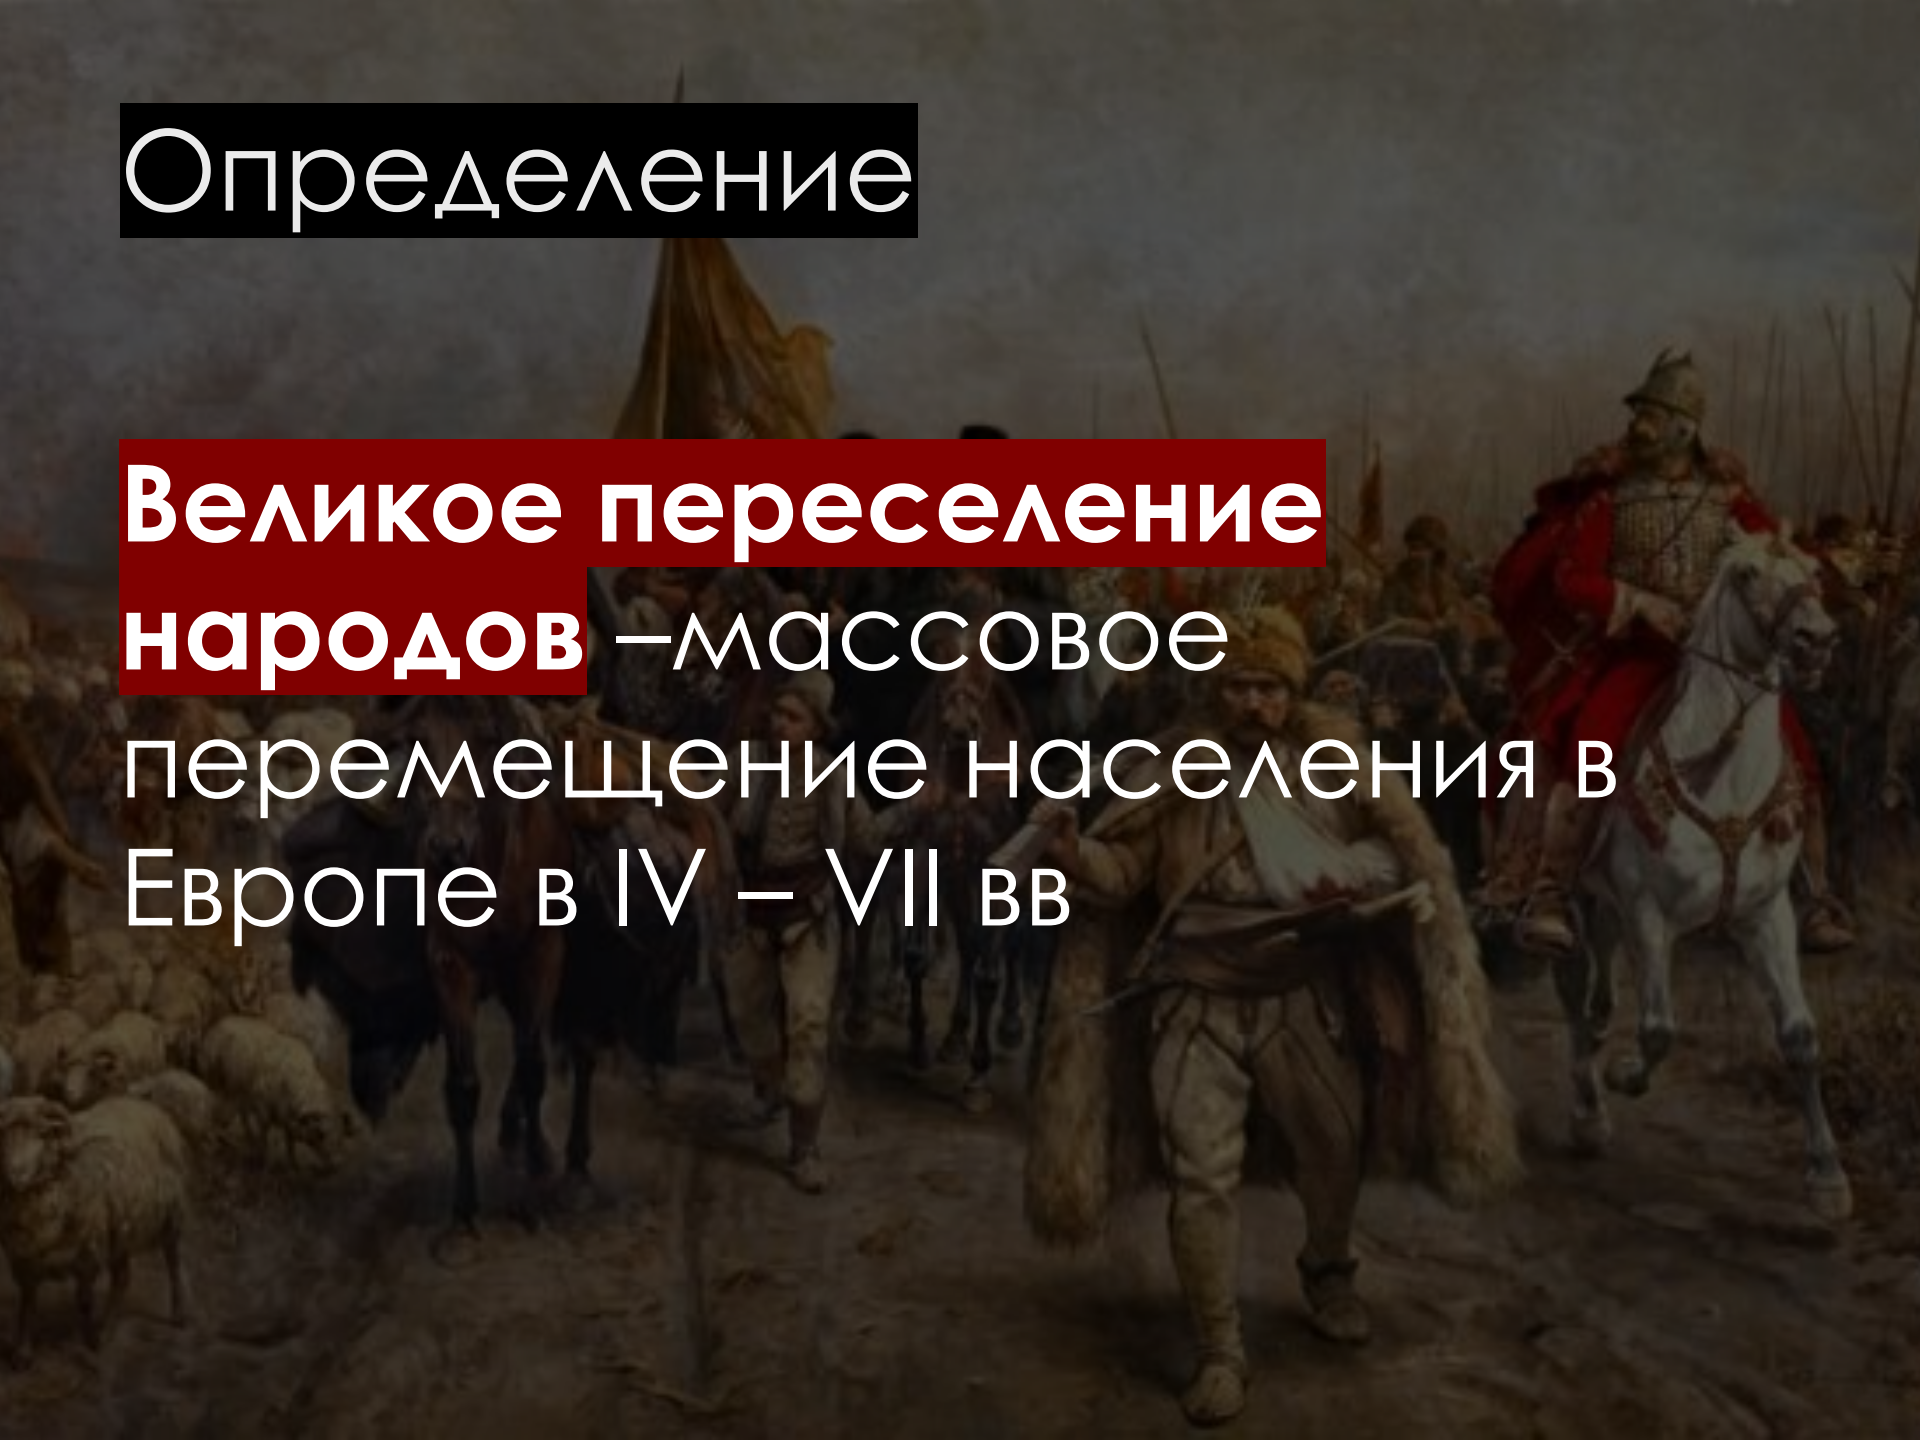 Определение
Великое переселение
народов –массовое
перемещение населения в
Европе в IV – VII вв